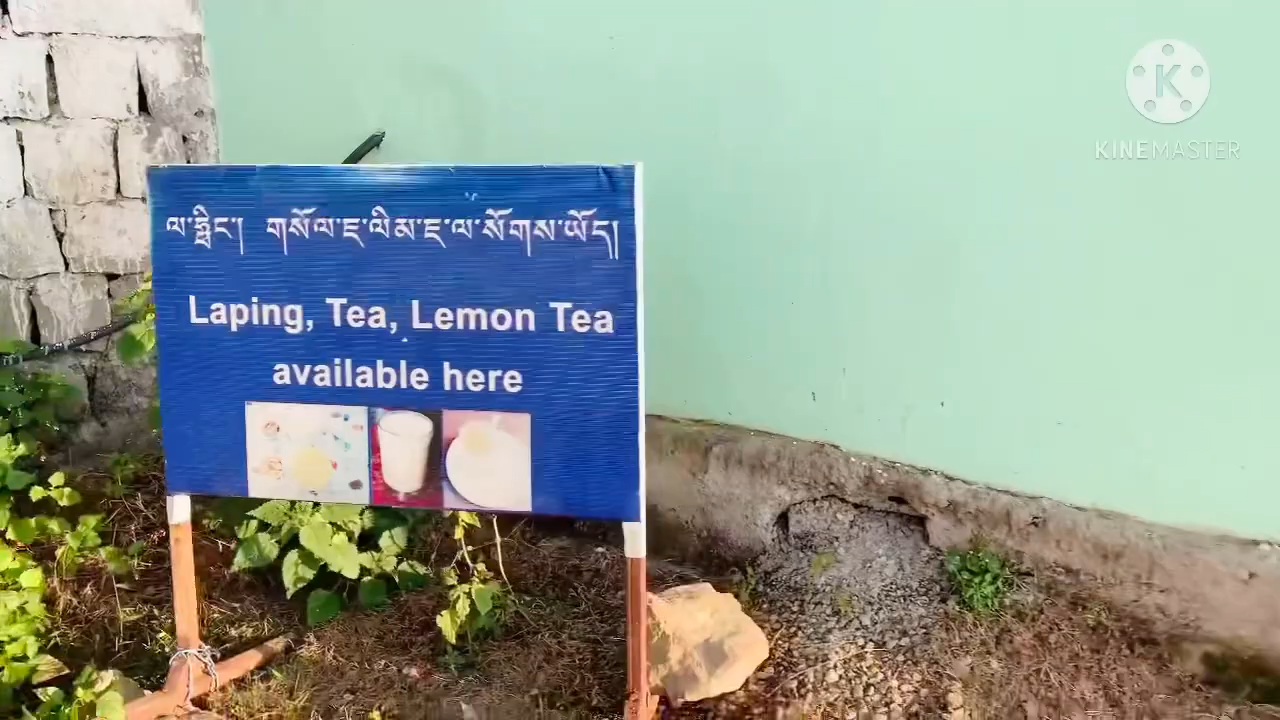 ལ་ཧྥིང་། གསོལ་ཇ་ལིམ་ཇ་ལ་སོགས་ཡོད།
Laping, Tea, Lemon Tea
available here
K
KINEMASTER